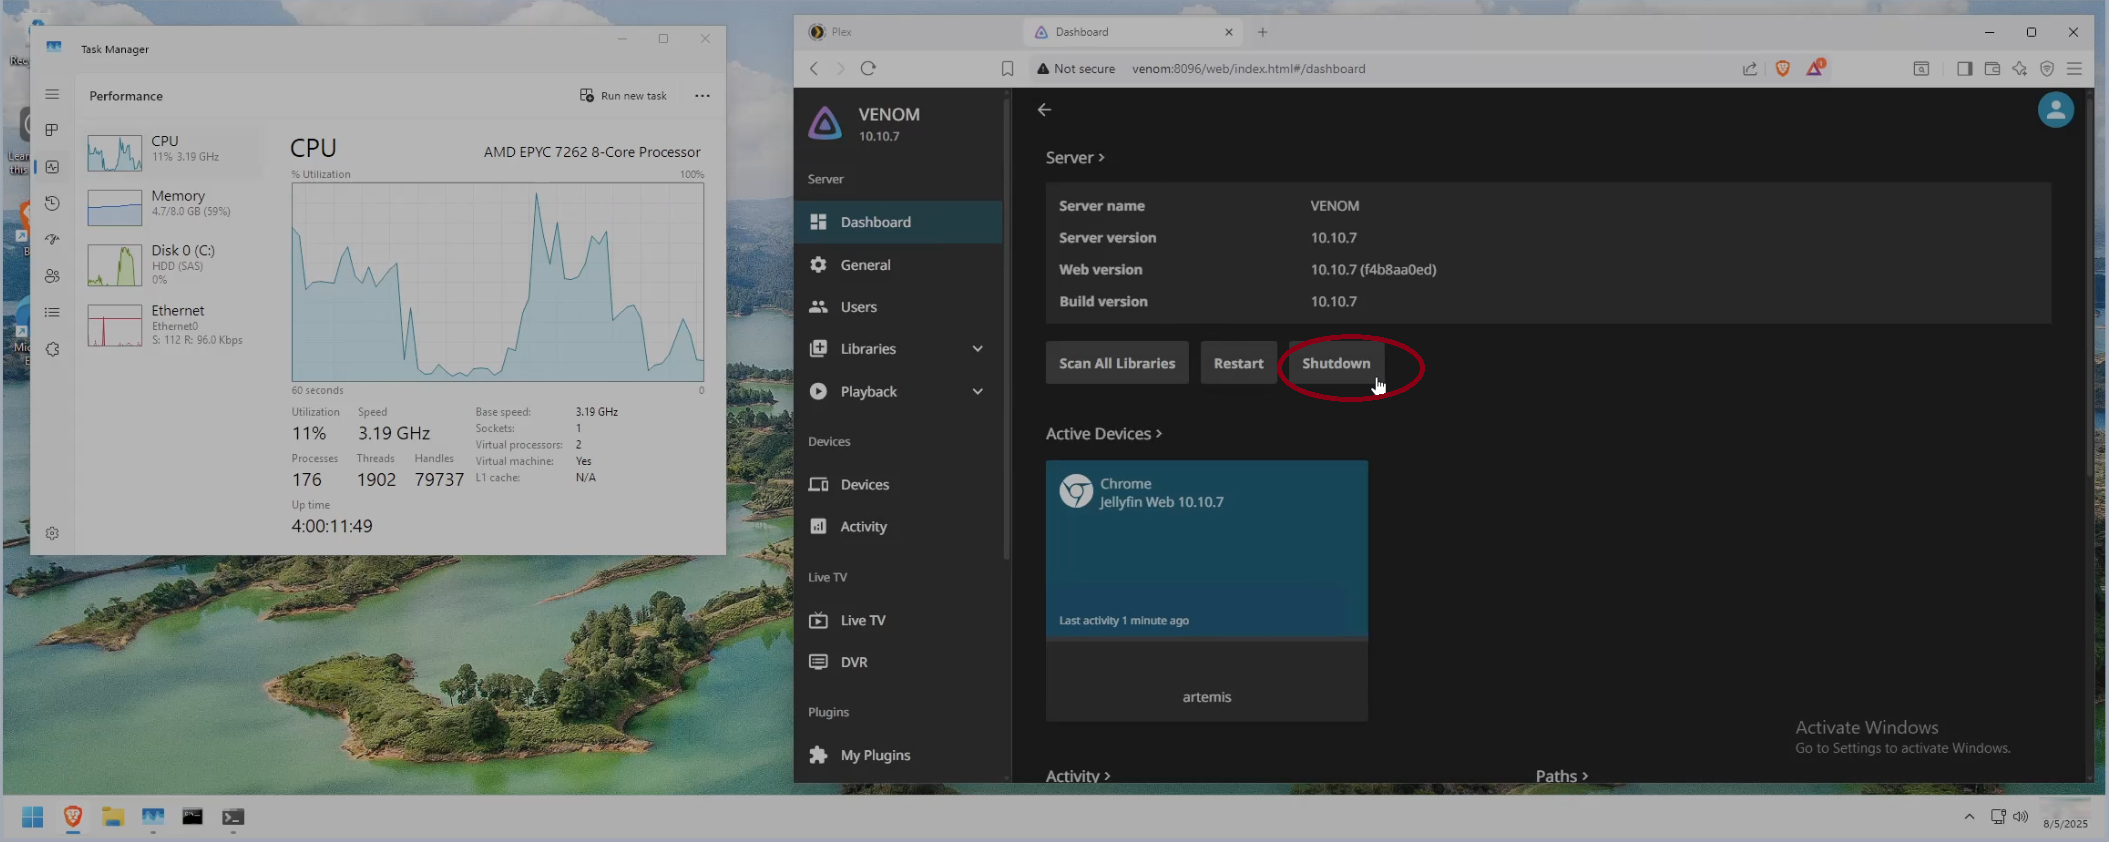 Task Manager
Performance
Run new task
CPU
11% 3.19 GHz
Memory
4.7/8.0 GB (59%)
Disk 0 (C:)
HDD (SAS)
0%
Ethernet
Ethernet0
S: 112 R: 96.0 Kbps
CPU
AMD EPYC 7262 8-Core Processor
% Utilization
100%
60 seconds
0
Utilization
Speed
11%
3.19 GHz
Processes
Threads
Handles
176
1902
79737
Up time
4:00:11:49
Base speed: 3.19 GHz
Sockets: 1
Virtual processors: 2
Virtual machine: Yes
L1 cache: N/A
Plex
Dashboard
Not secure
venom:8096/web/index.html#/dashboard
1
VENOM
10.10.7
Server
Dashboard
General
Users
Libraries
Playback
Devices
Devices
Activity
Live TV
Live TV
DVR
Plugins
My Plugins
Server >
Server name VENOM
Server version 10.10.7
Web version 10.10.7 (f4b8aa0ed)
Build version 10.10.7
Scan All Libraries
Restart
Shutdown
Active Devices >
Chrome
Jellyfin Web 10.10.7
Last activity 1 minute ago
artemis
Activity >
Paths >
Activate Windows
Go to Settings to activate Windows.
8/5/2025